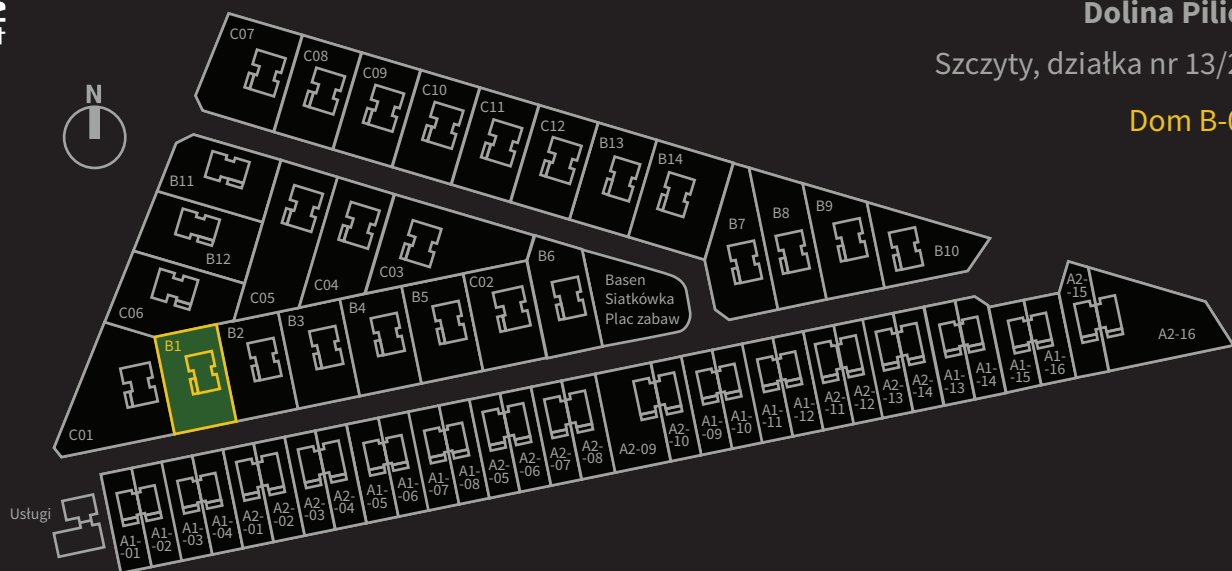 Dolina Pilic
Szczyty, działka nr 13/2
Dom B-0
N
C07
C08
C09
C10
C11
C12
B13
B14
B7
B8
B9
B10
B11
B12
C06
C05
C04
C03
B6
Basen
Siatkówka
Plac zabaw
C02
B5
B4
B3
B2
B1
C01
Usługi
A1-
-01
A1-
-02
A1-
-03
A1-
-04
A2-
-01
A2-
-02
A2-
-03
A2-
-04
A1-
-05
A1-
-06
A1-
-07
A1-
-08
A2-
-05
A2-
-06
A2-
-07
A2-
-08
A2-09
A2-
-10
A1-
-09
A1-
-10
A1-
-11
A1-
-12
A2-
-11
A2-
-12
A2-
-13
A2-
-14
A1-
-13
A1-
-14
A1-
-15
A1-
-16
A2-
-15
A2-16